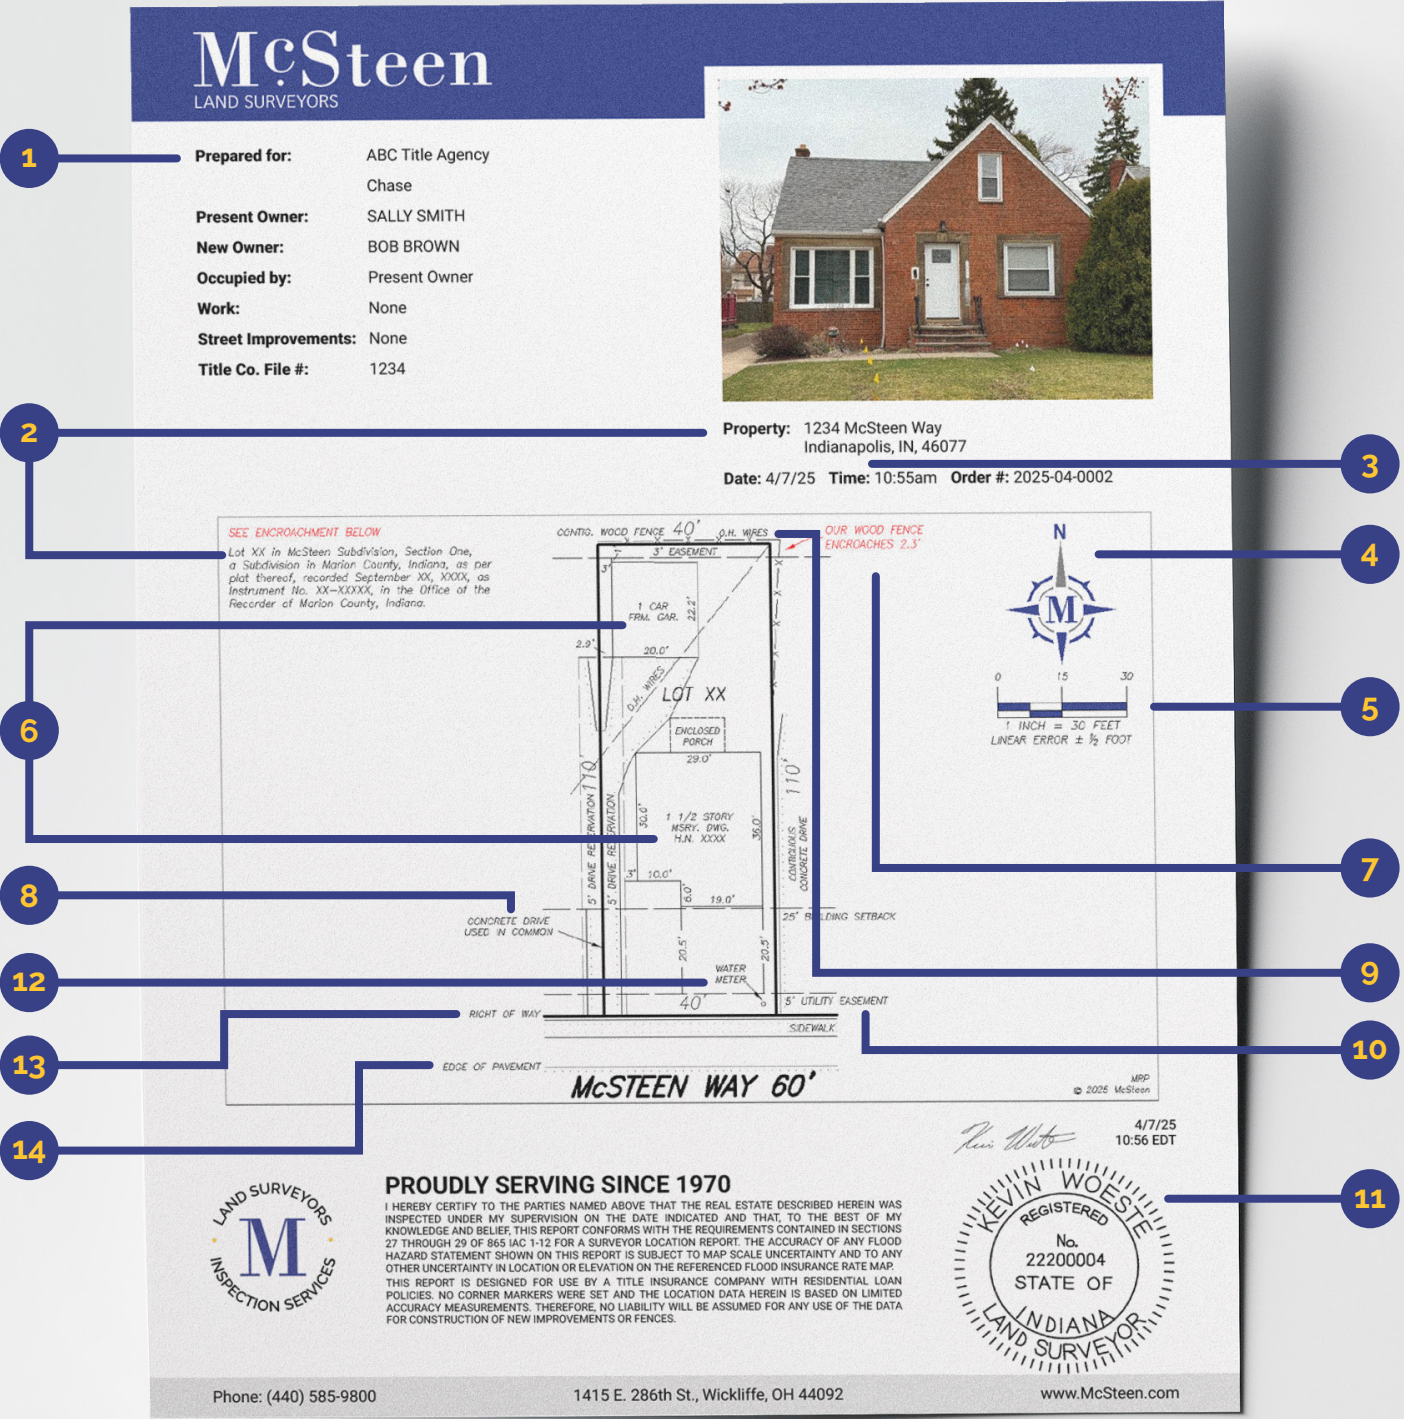 McSteen
LAND SURVEYORS
1
Prepared for: ABC Title Agency
Chase
Present Owner: SALLY SMITH
New Owner: BOB BROWN
Occupied by: Present Owner
Work: None
Street Improvements: None
Title Co. File #: 1234
2
Property: 1234 McSteen Way
Indianapolis, IN, 46077
3
Date: 4/7/25 Time: 10:55am Order #: 2025-04-0002
SEE ENCROACHMENT BELOW
Lot XX in McSteen Subdivision, Section One,
a Subdivision in Marion County, Indiana, as per
plat thereof, recorded September XX, XXXX, as
Instrument No. XX-XXXXX, in the Office of the
Recorder of Marion County, Indiana.
CONTIG. WOOD FENCE 40' O.H. WIRES
OUR WOOD FENCE
ENCROACHES 2.3'
3' EASEMENT
7'
3'
N
M
4
1 CAR
FRM. GAR.
22.2'
2.9'
20.0'
O.H. WIRES
LOT XX
0 15 30
1 INCH = 30 FEET
LINEAR ERROR ± ½ FOOT
5
6
ENCLOSED
PORCH
29.0'
110'
110'
5' DRIVE RESERVATION
5' DRIVE RESERVATION
30.0'
1 1/2 STORY
MSRY. DWG.
H.N. XXXX
36.0'
CONTIGUOUS
CONCRETE DRIVE
7
3'
10.0'
6.0'
19.0'
8
CONCRETE DRIVE
USED IN COMMON
25' BUILDING SETBACK
20.5'
20.5'
9
12
WATER
METER
40'
5' UTILITY EASEMENT
RIGHT OF WAY
SIDEWALK
10
13
EDGE OF PAVEMENT
McSTEEN WAY 60'
MRP
© 2025 McSteen
14
4/7/25
10:56 EDT
11
LAND SURVEYORS
M
INSPECTION SERVICES
PROUDLY SERVING SINCE 1970
I HEREBY CERTIFY TO THE PARTIES NAMED ABOVE THAT THE REAL ESTATE DESCRIBED HEREIN WAS
INSPECTED UNDER MY SUPERVISION ON THE DATE INDICATED AND THAT, TO THE BEST OF MY
KNOWLEDGE AND BELIEF, THIS REPORT CONFORMS WITH THE REQUIREMENTS CONTAINED IN SECTIONS
27 THROUGH 29 OF 865 IAC 1-12 FOR A SURVEYOR LOCATION REPORT. THE ACCURACY OF ANY FLOOD
HAZARD STATEMENT SHOWN ON THIS REPORT IS SUBJECT TO MAP SCALE UNCERTAINTY AND TO ANY
OTHER UNCERTAINTY IN LOCATION OR ELEVATION ON THE REFERENCED FLOOD INSURANCE RATE MAP.
THIS REPORT IS DESIGNED FOR USE BY A TITLE INSURANCE COMPANY WITH RESIDENTIAL LOAN
POLICIES. NO CORNER MARKERS WERE SET AND THE LOCATION DATA HEREIN IS BASED ON LIMITED
ACCURACY MEASUREMENTS. THEREFORE, NO LIABILITY WILL BE ASSUMED FOR ANY USE OF THE DATA
FOR CONSTRUCTION OF NEW IMPROVEMENTS OR FENCES.
KEVIN WOESTE
REGISTERED
No.
22200004
STATE OF
INDIANA
LAND SURVEYOR
Phone: (440) 585-9800
1415 E. 286th St., Wickliffe, OH 44092
www.McSteen.com